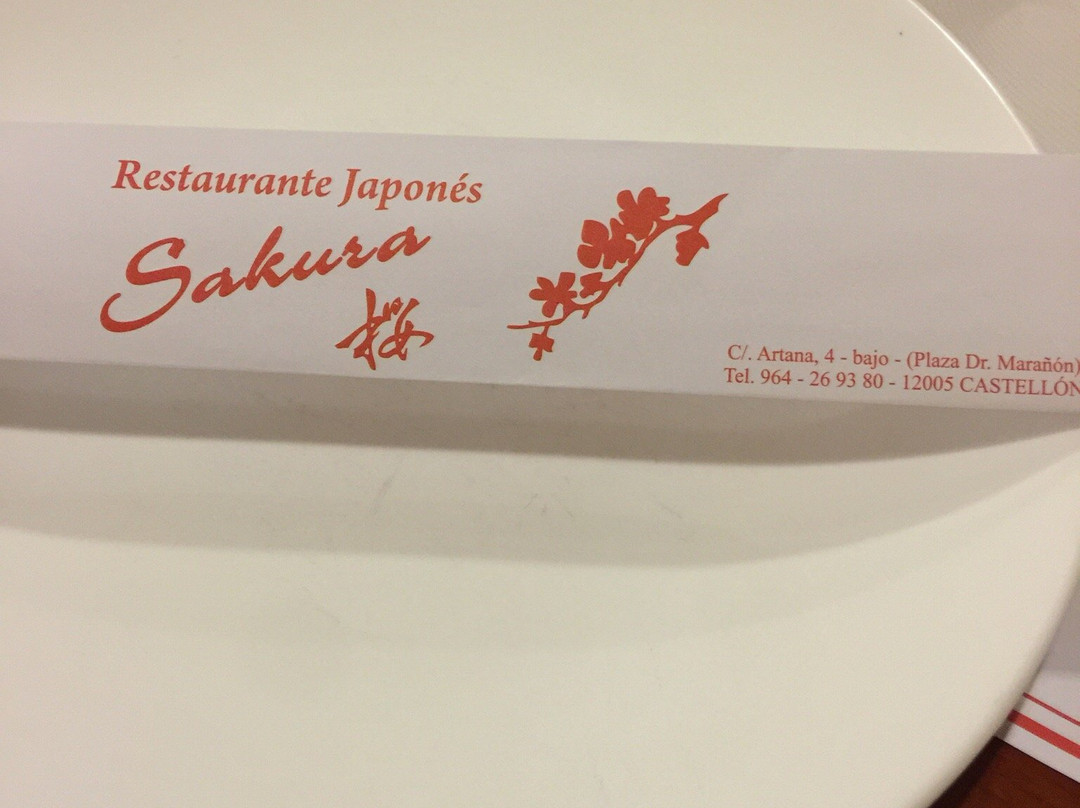 Restaurante Japonés
Sakura
桜
C/. Artana, 4 - bajo - (Plaza Dr. Marañón)
Tel. 964 - 26 93 80 - 12005 CASTELLÓN